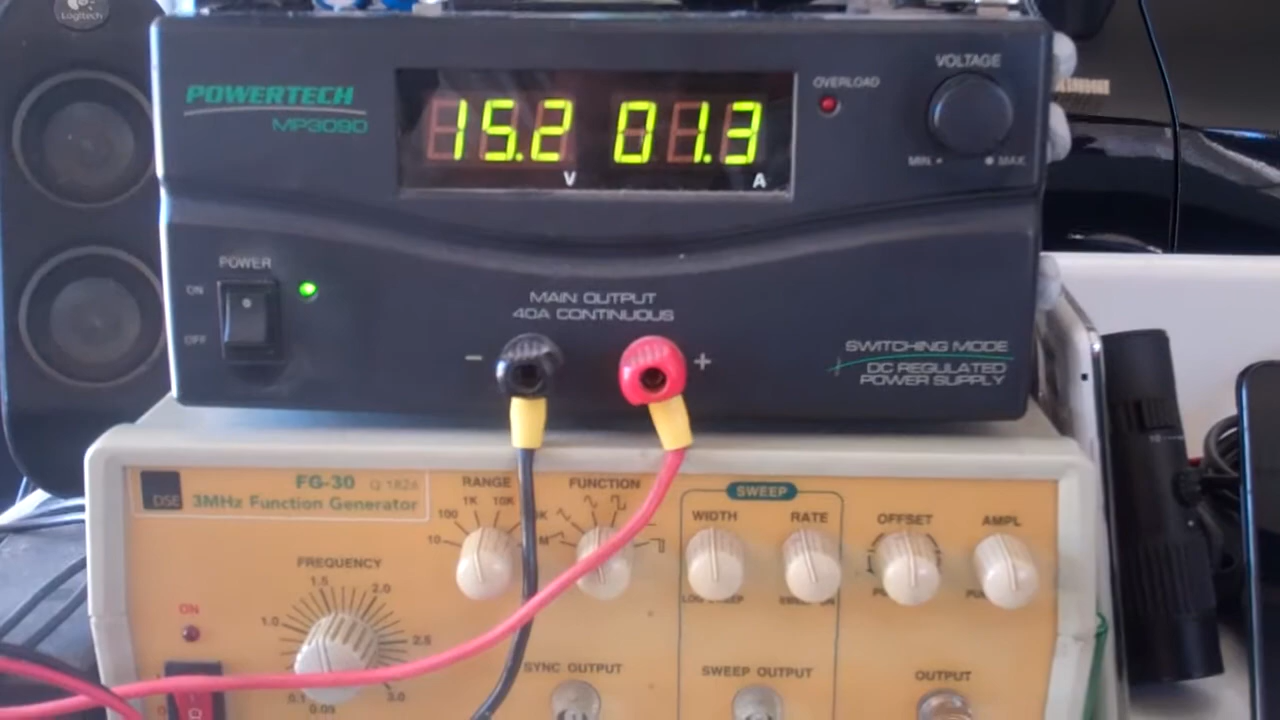 Logitech
POWERTECH
MP3090
15.2
01.3
V
A
OVERLOAD
VOLTAGE
MIN
MAX
POWER
ON
OFF
MAIN OUTPUT
40A CONTINUOUS
-
+
SWITCHING MODE
DC REGULATED
POWER SUPPLY
DSE
FG-30 Q 1826
3MHz Function Generator
RANGE
10
100
1K
10K
FUNCTION
SWEEP
WIDTH
RATE
OFFSET
AMPL
FREQUENCY
0.1
0.05
1.0
1.5
2.0
2.5
3.0
ON
SYNC OUTPUT
SWEEP OUTPUT
OUTPUT